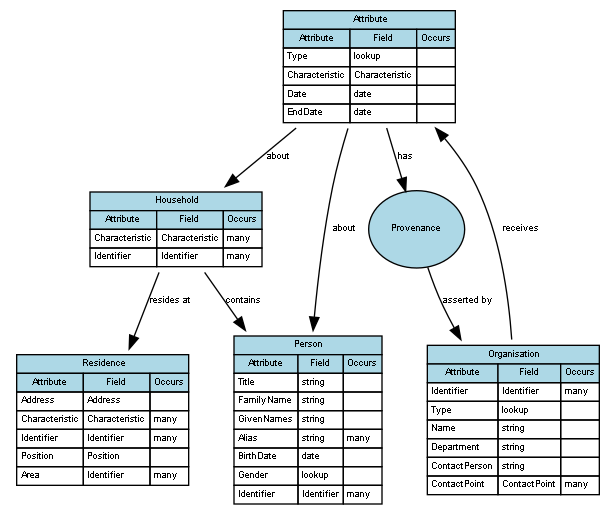 Attribute
Attribute Field Occurs
Type lookup
Characteristic Characteristic
Date date
EndDate date
about
has
Household
Attribute Field Occurs
Characteristic Characteristic many
Identifier Identifier many
Provenance
about
receives
resides at
contains
asserted by
Residence
Attribute Field Occurs
Address Address
Characteristic Characteristic many
Identifier Identifier many
Position Position
Area Identifier many
Person
Attribute Field Occurs
Title string
FamilyName string
GivenNames string
Alias string many
BirthDate date
Gender lookup
Identifier Identifier many
Organisation
Attribute Field Occurs
Identifier Identifier many
Type lookup
Name string
Department string
ContactPerson string
ContactPoint ContactPoint many